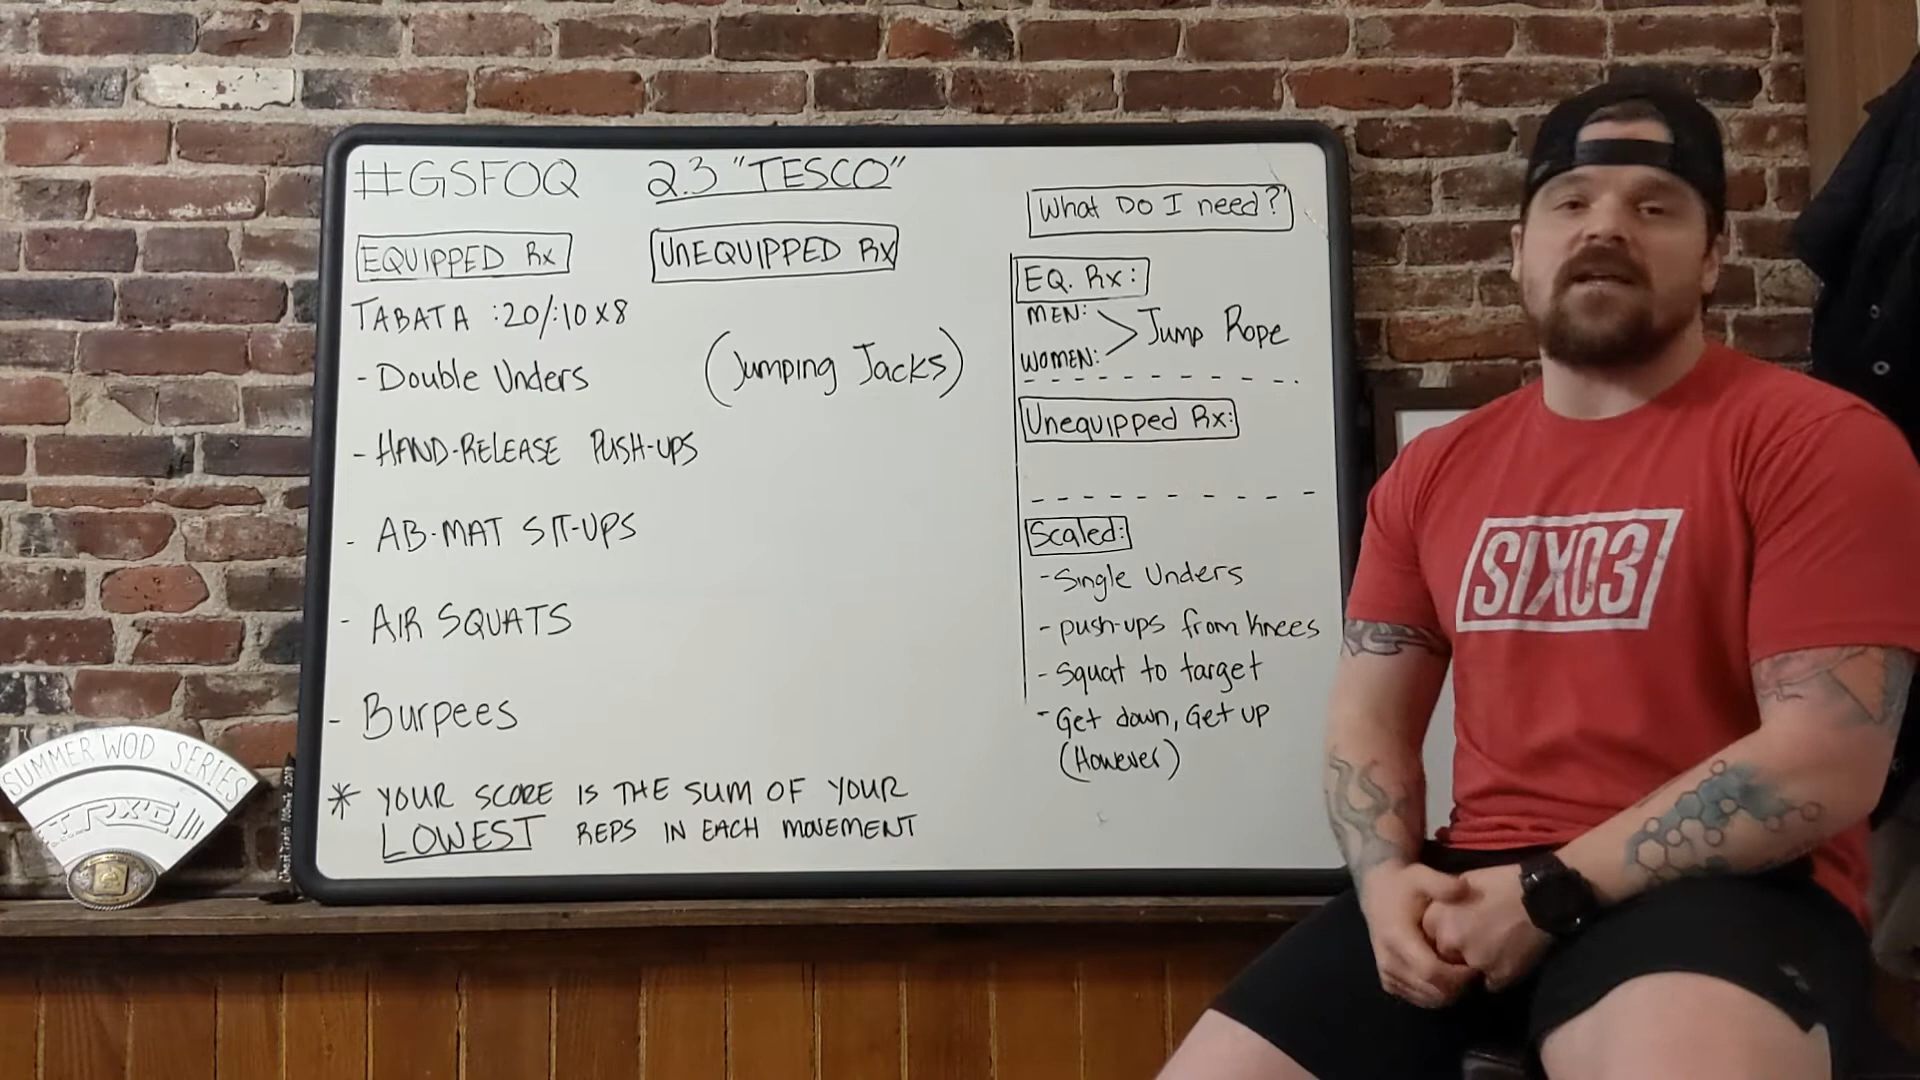 #GSFOQ 2.3 "TESCO"
EQUIPPED Rx
UNEQUIPPED Rx
TABATA :20/:10 x 8
- Double Unders
(Jumping Jacks)
- HAND-RELEASE PUSH-UPS
- AB-MAT SIT-UPS
- AIR SQUATS
- Burpees
* YOUR SCORE IS THE SUM OF YOUR
LOWEST REPS IN EACH MOVEMENT
What Do I need?
EQ. Rx:
MEN:
WOMEN:
> Jump Rope
Unequipped Rx:
Scaled:
- Single Unders
- push-ups from knees
- Squat to target
- Get down, Get up
(However)
SIX03
SUMMER WOD SERIES